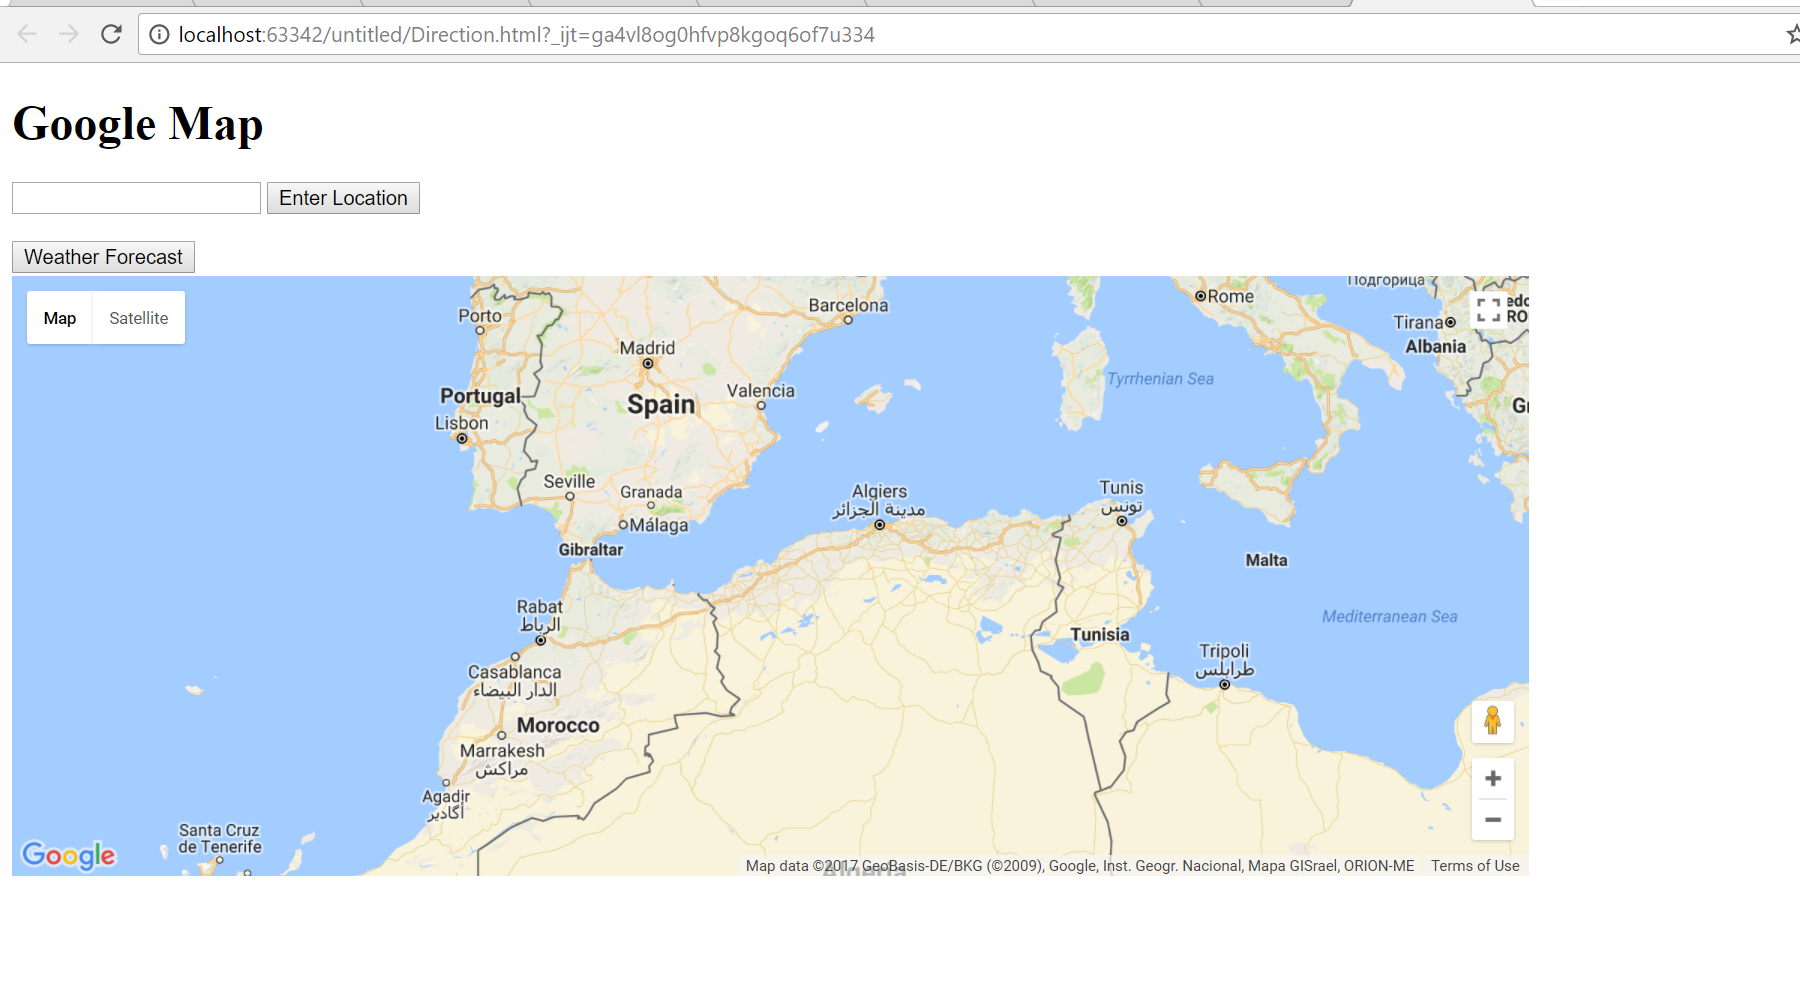 localhost:63342/untitled/Direction.html?_ijt=ga4vl8og0hfvp8kgoq6of7u334
Google Map
Enter Location
Weather Forecast
Map Satellite
Porto
Barcelona
Rome
Подгорица
Tirana
Albania
Madrid
Valencia
Spain
Portugal
Lisbon
Tyrrhenian Sea
Seville
Granada
Málaga
Gibraltar
Algiers
مدينة الجزائر
Tunis
تونس
Malta
Mediterranean Sea
Rabat
الرباط
Tunisia
Tripoli
طرابلس
Casablanca
الدار البيضاء
Morocco
Marrakesh
مراكش
Agadir
أكادير
Santa Cruz
de Tenerife
Google
Algeria
Map data ©2017 GeoBasis-DE/BKG (©2009), Google, Inst. Geogr. Nacional, Mapa GISrael, ORION-ME Terms of Use